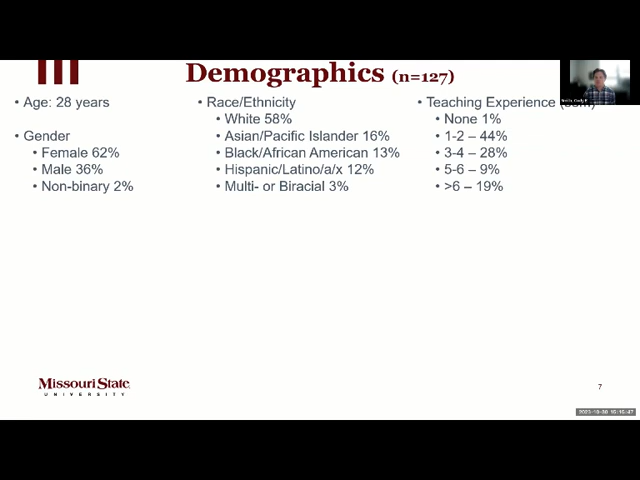 Demographics (n=127)
• Age: 28 years
• Gender
• Female 62%
• Male 36%
• Non-binary 2%
• Race/Ethnicity
• White 58%
• Asian/Pacific Islander 16%
• Black/African American 13%
• Hispanic/Latino/a/x 12%
• Multi- or Biracial 3%
• Teaching Experience
• None 1%
• 1-2 – 44%
• 3-4 – 28%
• 5-6 – 9%
• >6 – 19%
Missouri State
UNIVERSITY
7